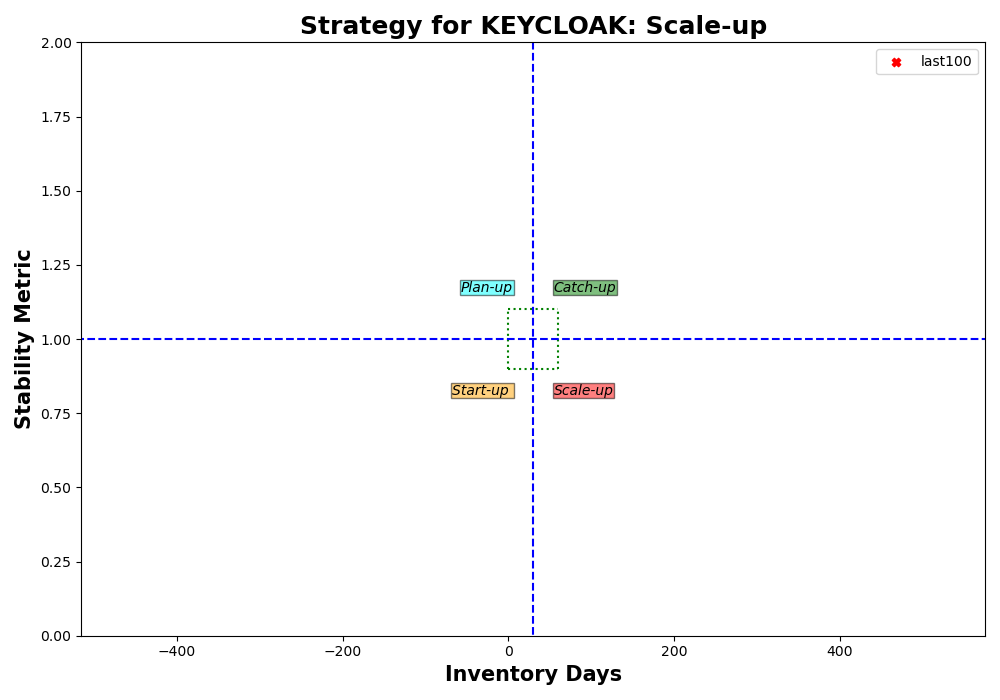 Strategy for KEYCLOAK: Scale-up
last100
2.00
1.75
1.50
1.25
1.00
0.75
0.50
0.25
0.00
Stability Metric
Plan-up
Catch-up
Start-up
Scale-up
−400
−200
0
200
400
Inventory Days